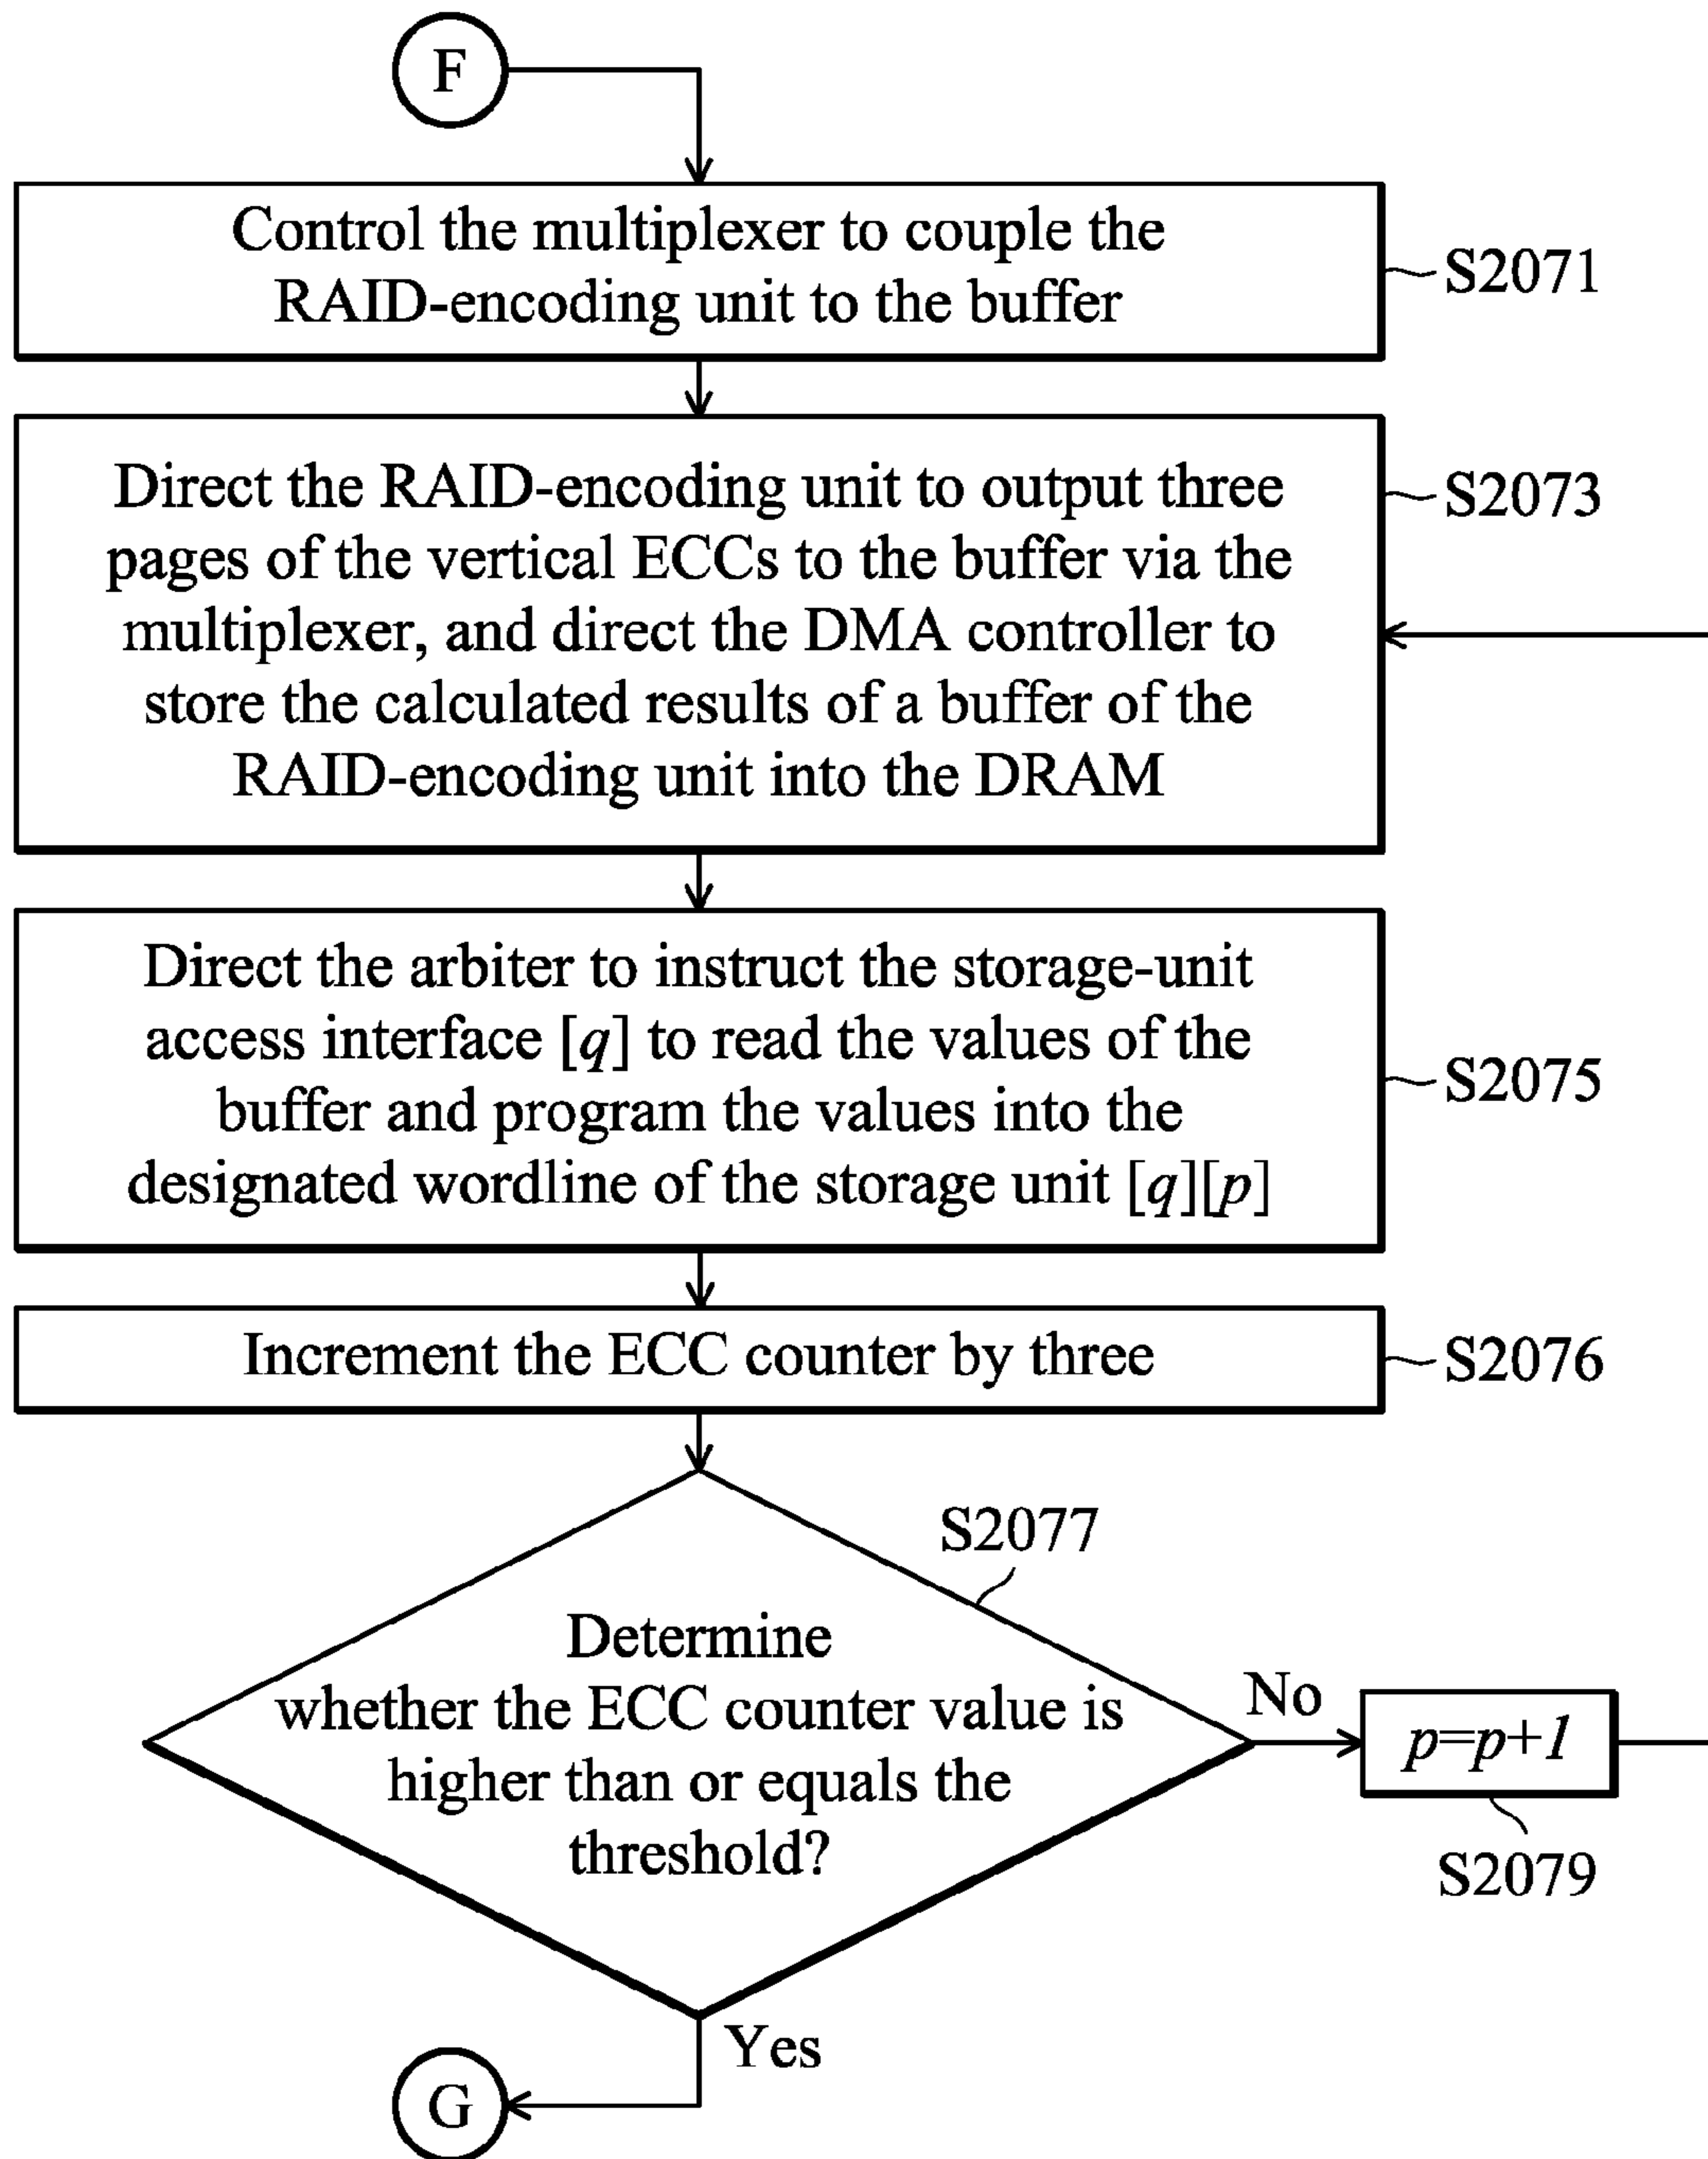 F
Control the multiplexer to couple the
RAID-encoding unit to the buffer
S2071
Direct the RAID-encoding unit to output three
pages of the vertical ECCs to the buffer via the
multiplexer, and direct the DMA controller to
store the calculated results of a buffer of the
RAID-encoding unit into the DRAM
S2073
Direct the arbiter to instruct the storage-unit
access interface [q] to read the values of the
buffer and program the values into the
designated wordline of the storage unit [q][p]
S2075
Increment the ECC counter by three
S2076
S2077
Determine
whether the ECC counter value is
higher than or equals the
threshold?
No
p=p+1
S2079
Yes
G